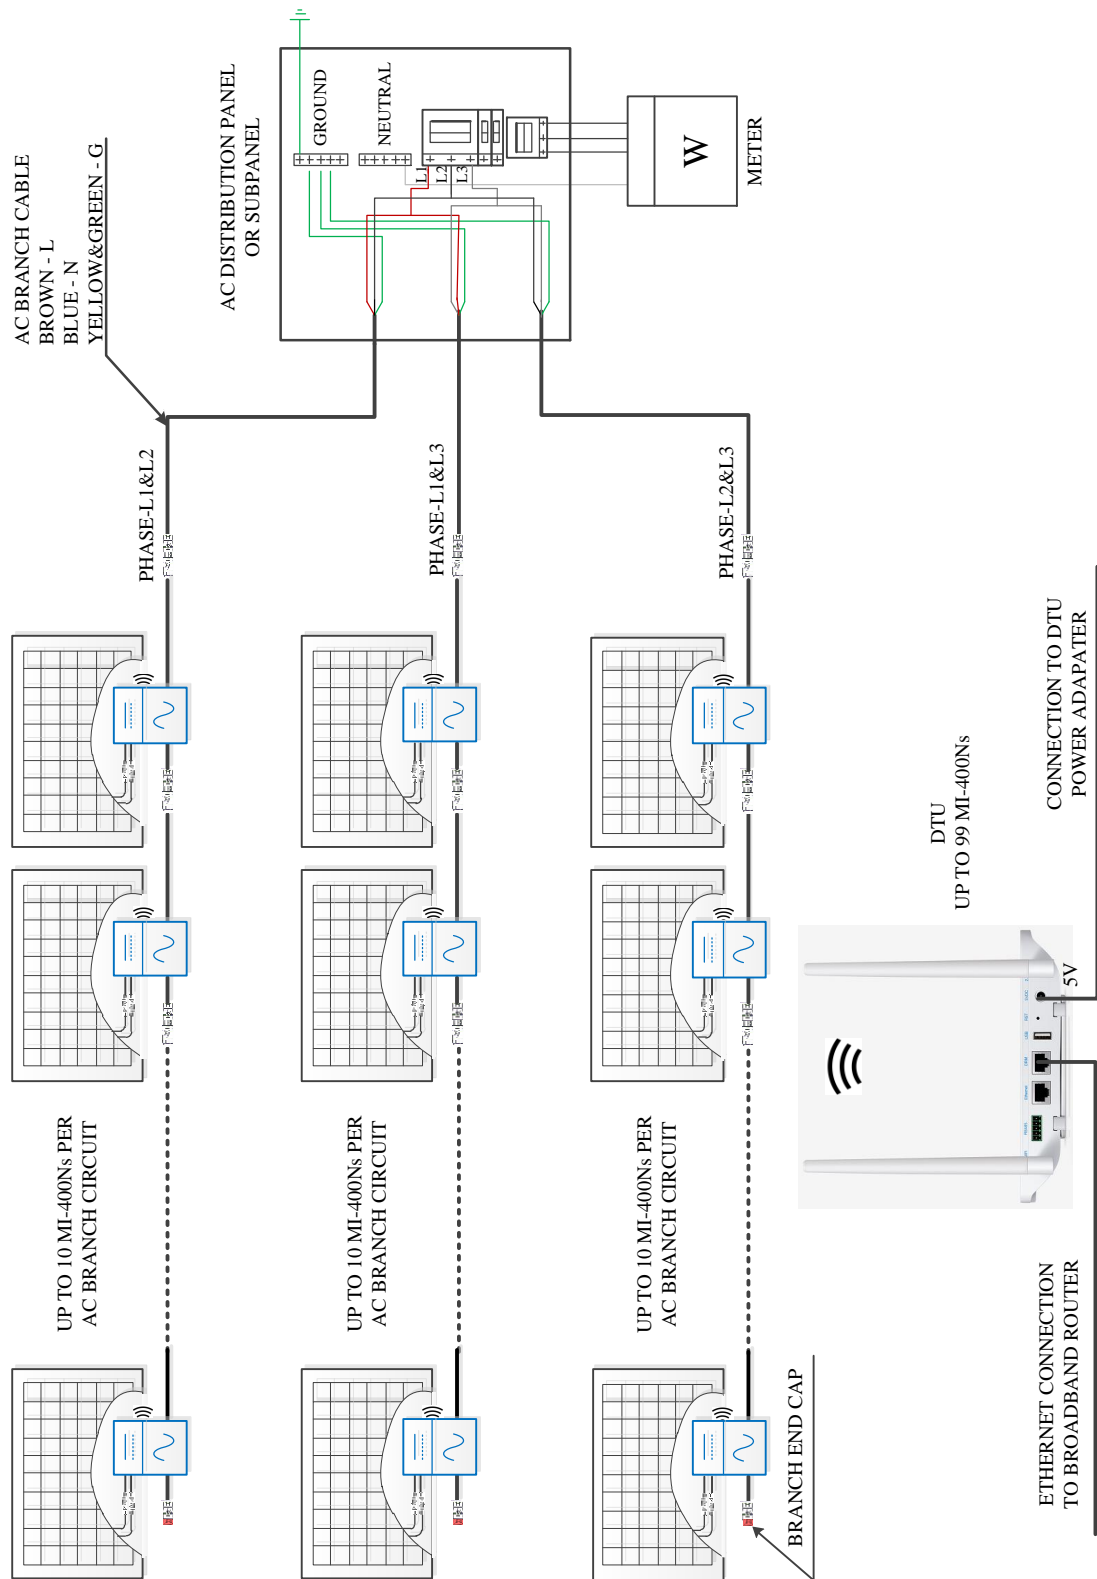 AC BRANCH CABLE
BROWN - L
BLUE - N
YELLOW&GREEN - G
AC DISTRIBUTION PANEL
OR SUBPANEL
GROUND
NEUTRAL
L1
L2
L3
W
METER
PHASE-L1&L2
PHASE-L1&L3
PHASE-L2&L3
UP TO 10 MI-400Ns PER
AC BRANCH CIRCUIT
UP TO 10 MI-400Ns PER
AC BRANCH CIRCUIT
UP TO 10 MI-400Ns PER
AC BRANCH CIRCUIT
BRANCH END CAP
DTU
UP TO 99 MI-400Ns
5V
CONNECTION TO DTU
POWER ADAPATER
ETHERNET CONNECTION
TO BROADBAND ROUTER